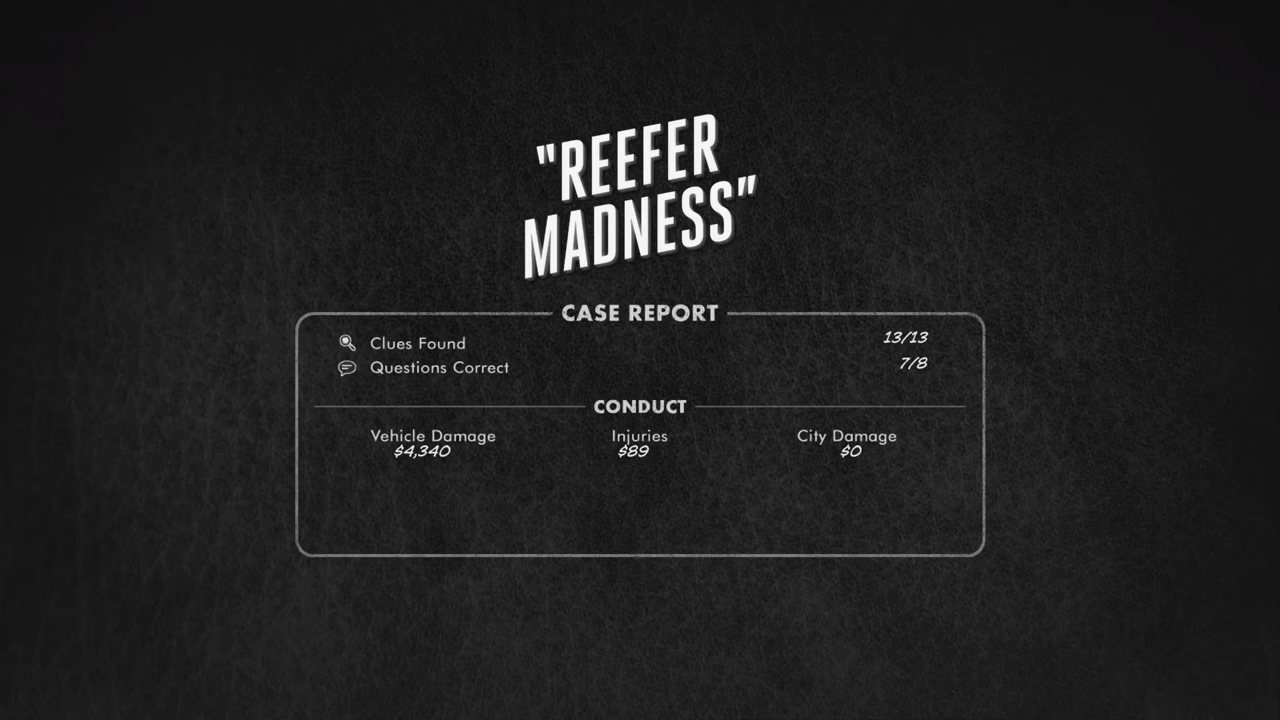 "REEFER
MADNESS"
CASE REPORT
Clues Found 13/13
Questions Correct 7/8
CONDUCT
Vehicle Damage Injuries City Damage
$4,340 $89 $0